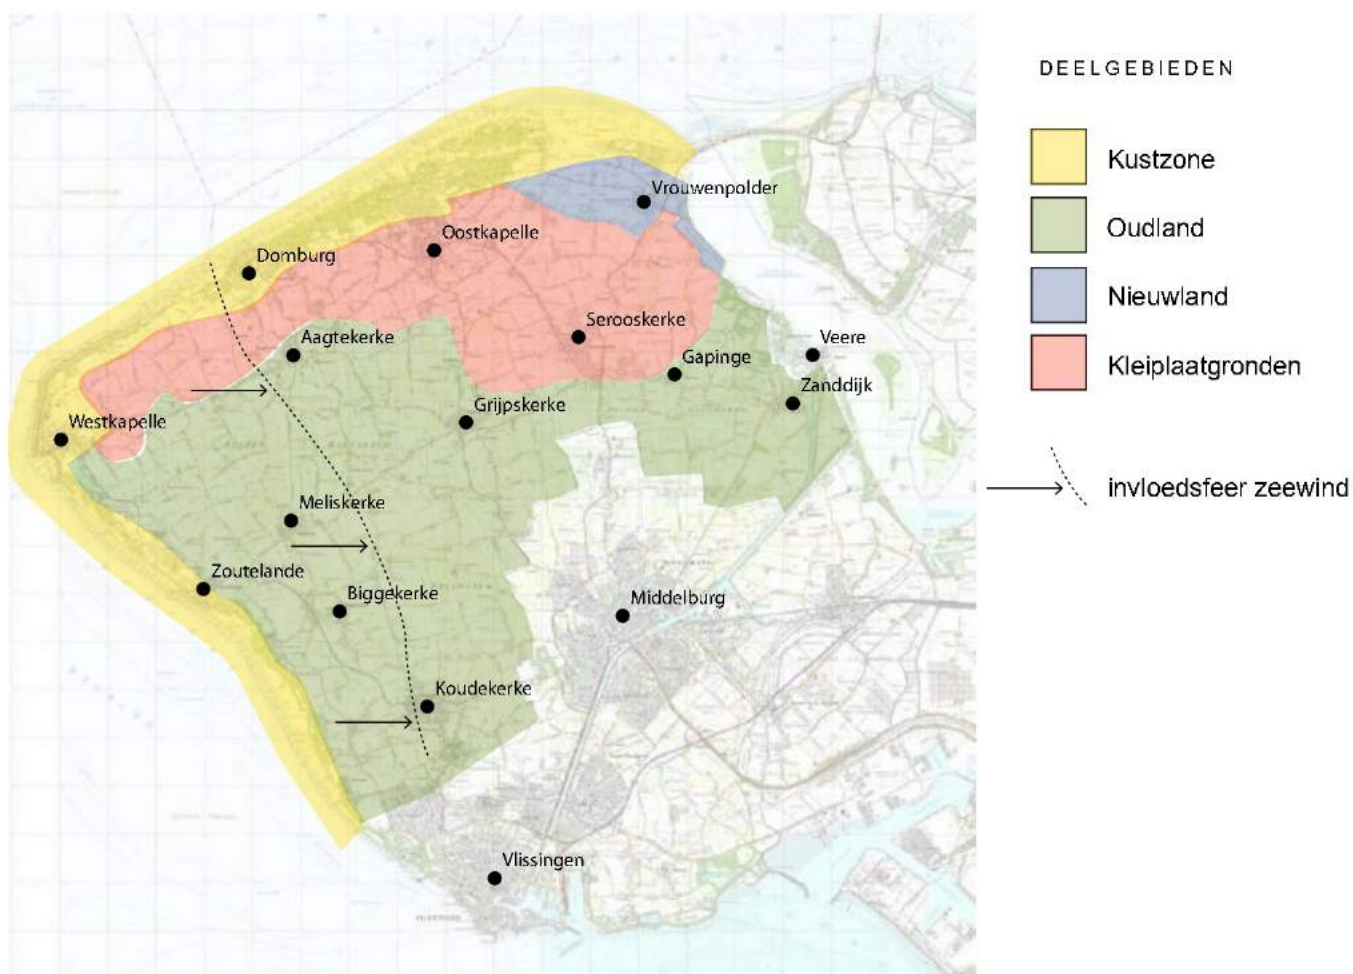 DEELGEBIEDEN
Kustzone
Oudland
Nieuwland
Kleiplaatgronden
invloedsfeer zeewind
Vrouwenpolder
Oostkapelle
Domburg
Serooskerke
Aagtekerke
Veere
Gapinge
Zanddijk
Grijpskerke
Westkapelle
Meliskerke
Zoutelande
Biggekerke
Middelburg
Koudekerke
Vlissingen